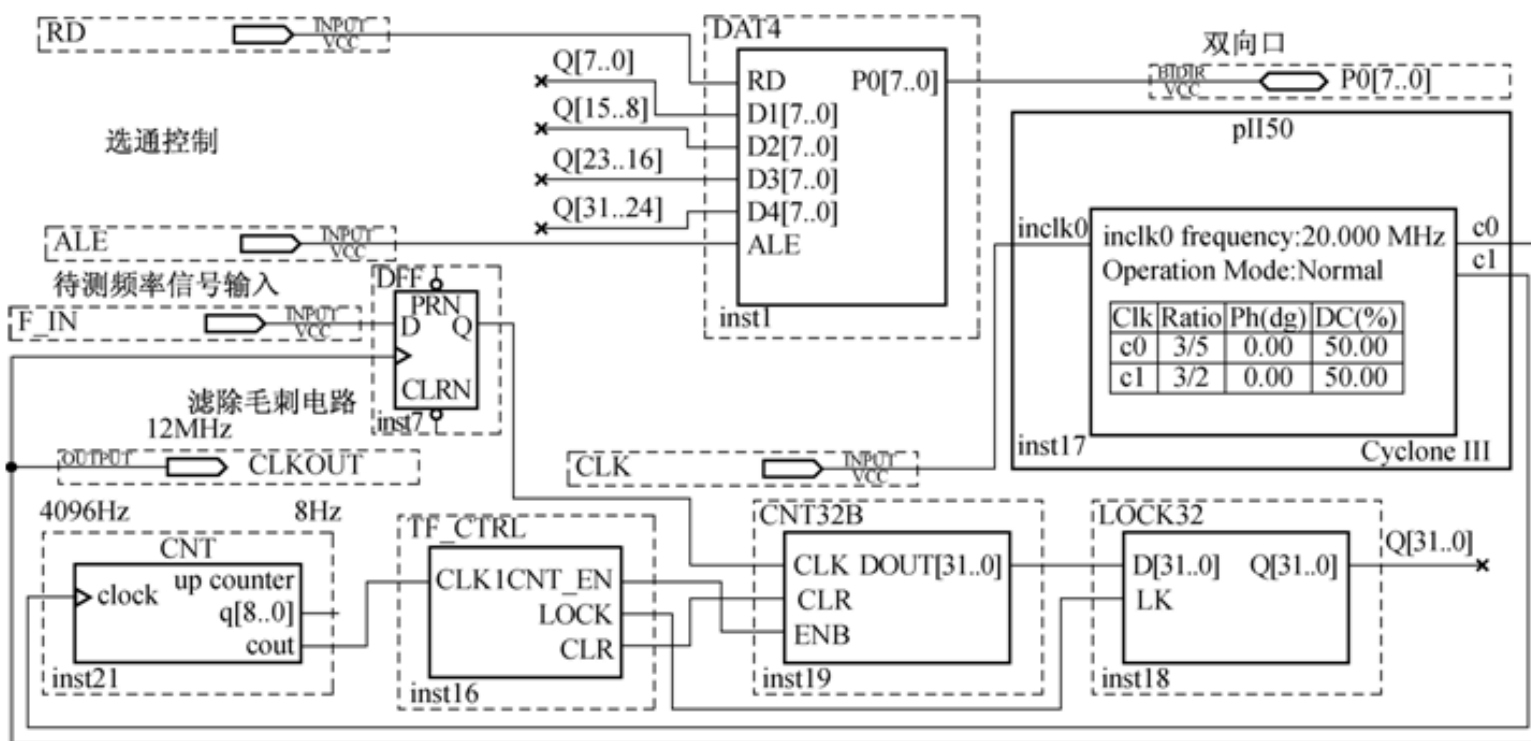 RD
INPUT
VCC
选通控制
ALE
INPUT
VCC
待测频率信号输入
F_IN
INPUT
VCC
滤除毛刺电路
DFF
PRN
D
Q
CLRN
inst7
12MHz
OUTPUT
CLKOUT
Q[7..0]
Q[15..8]
Q[23..16]
Q[31..24]
DAT4
RD
P0[7..0]
D1[7..0]
D2[7..0]
D3[7..0]
D4[7..0]
ALE
inst1
双向口
BIDIR
VCC
P0[7..0]
pII50
inclk0
inclk0 frequency:20.000 MHz
Operation Mode:Normal
Clk Ratio Ph(dg) DC(%)
c0 3/5 0.00 50.00
c1 3/2 0.00 50.00
c0
c1
inst17
Cyclone III
CLK
INPUT
VCC
4096Hz
8Hz
CNT
up counter
clock
q[8..0]
cout
inst21
TF_CTRL
CLK1CNT_EN
LOCK
CLR
inst16
CNT32B
CLK DOUT[31..0]
CLR
ENB
inst19
LOCK32
D[31..0] Q[31..0]
LK
inst18
Q[31..0]